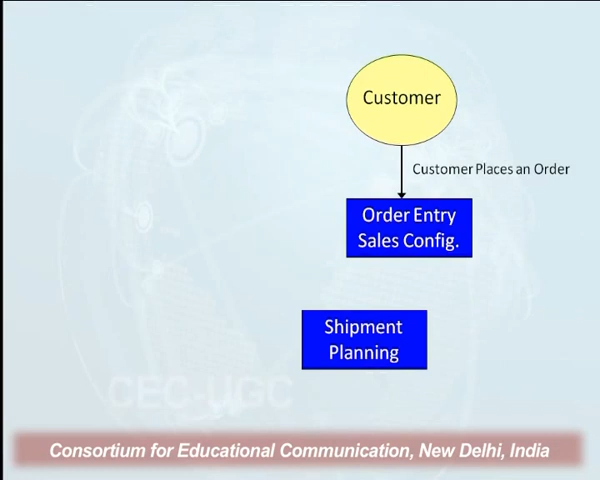 Customer
Customer Places an Order
Order Entry
Sales Config.
Shipment
Planning
CEC-UGC
Consortium for Educational Communication, New Delhi, India